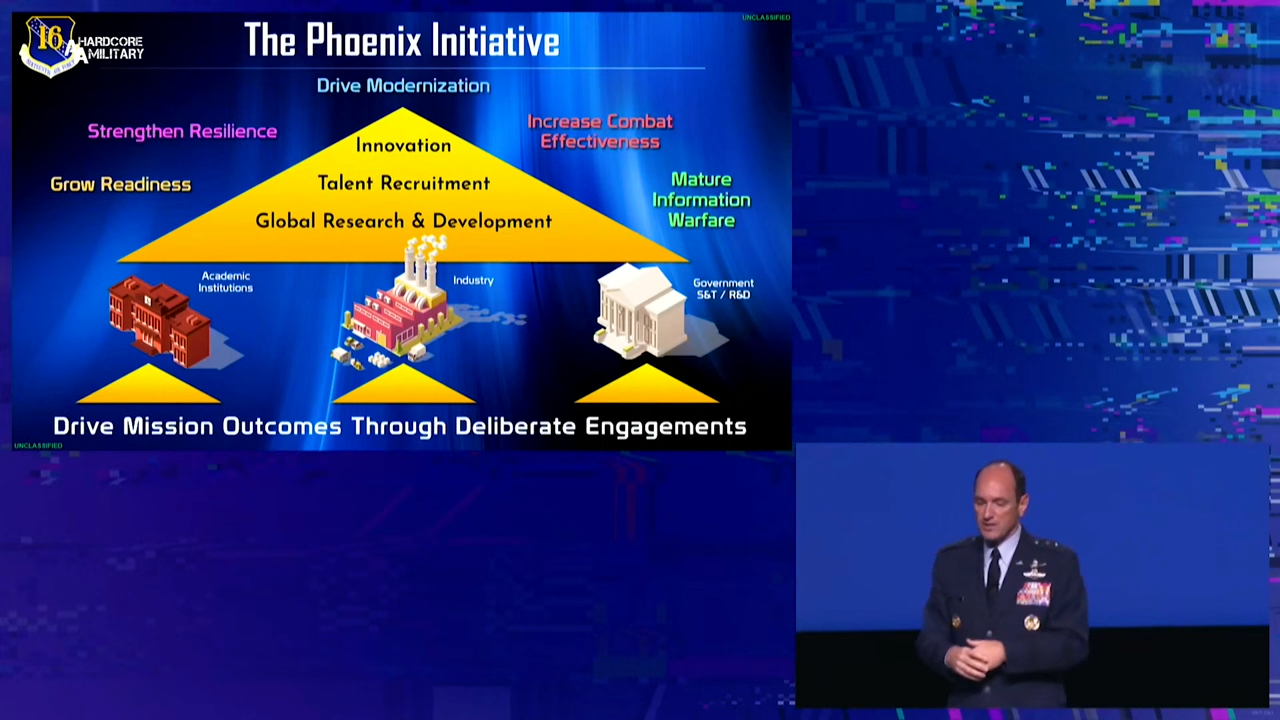 UNCLASSIFIED
16
HARDCORE
MILITARY
The Phoenix Initiative
Drive Modernization
Strengthen Resilience
Increase Combat
Effectiveness
Innovation
Grow Readiness
Talent Recruitment
Mature
Information
Warfare
Global Research & Development
Academic
Institutions
Industry
Government
S&T / R&D
Drive Mission Outcomes Through Deliberate Engagements
UNCLASSIFIED